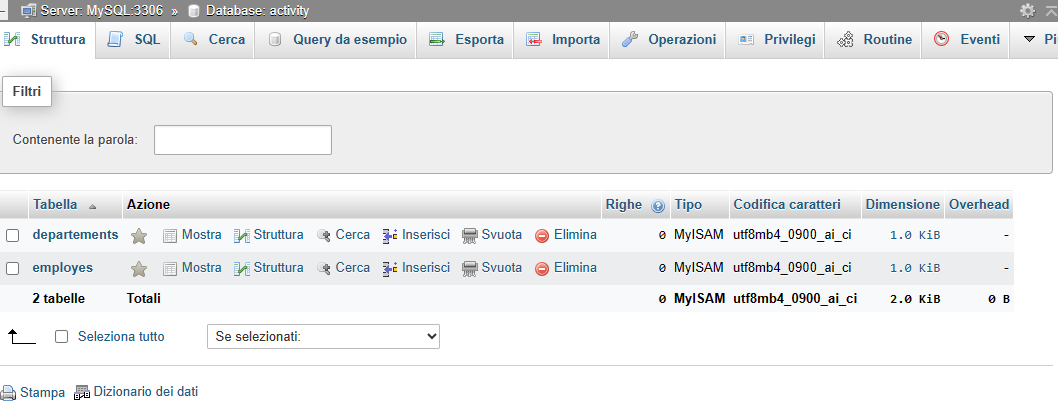 Server: MySQL:3306 » Database: activity
Struttura SQL Cerca Query da esempio Esporta Importa Operazioni Privilegi Routine Eventi
Filtri
Contenente la parola:
Tabella Azione Righe Tipo Codifica caratteri Dimensione Overhead
departements Mostra Struttura Cerca Inserisci Svuota Elimina 0 MyISAM utf8mb4_0900_ai_ci 1.0 KiB -
employes Mostra Struttura Cerca Inserisci Svuota Elimina 0 MyISAM utf8mb4_0900_ai_ci 1.0 KiB -
2 tabelle Totali 0 MyISAM utf8mb4_0900_ai_ci 2.0 KiB 0 B
Seleziona tutto Se selezionati:
Stampa Dizionario dei dati